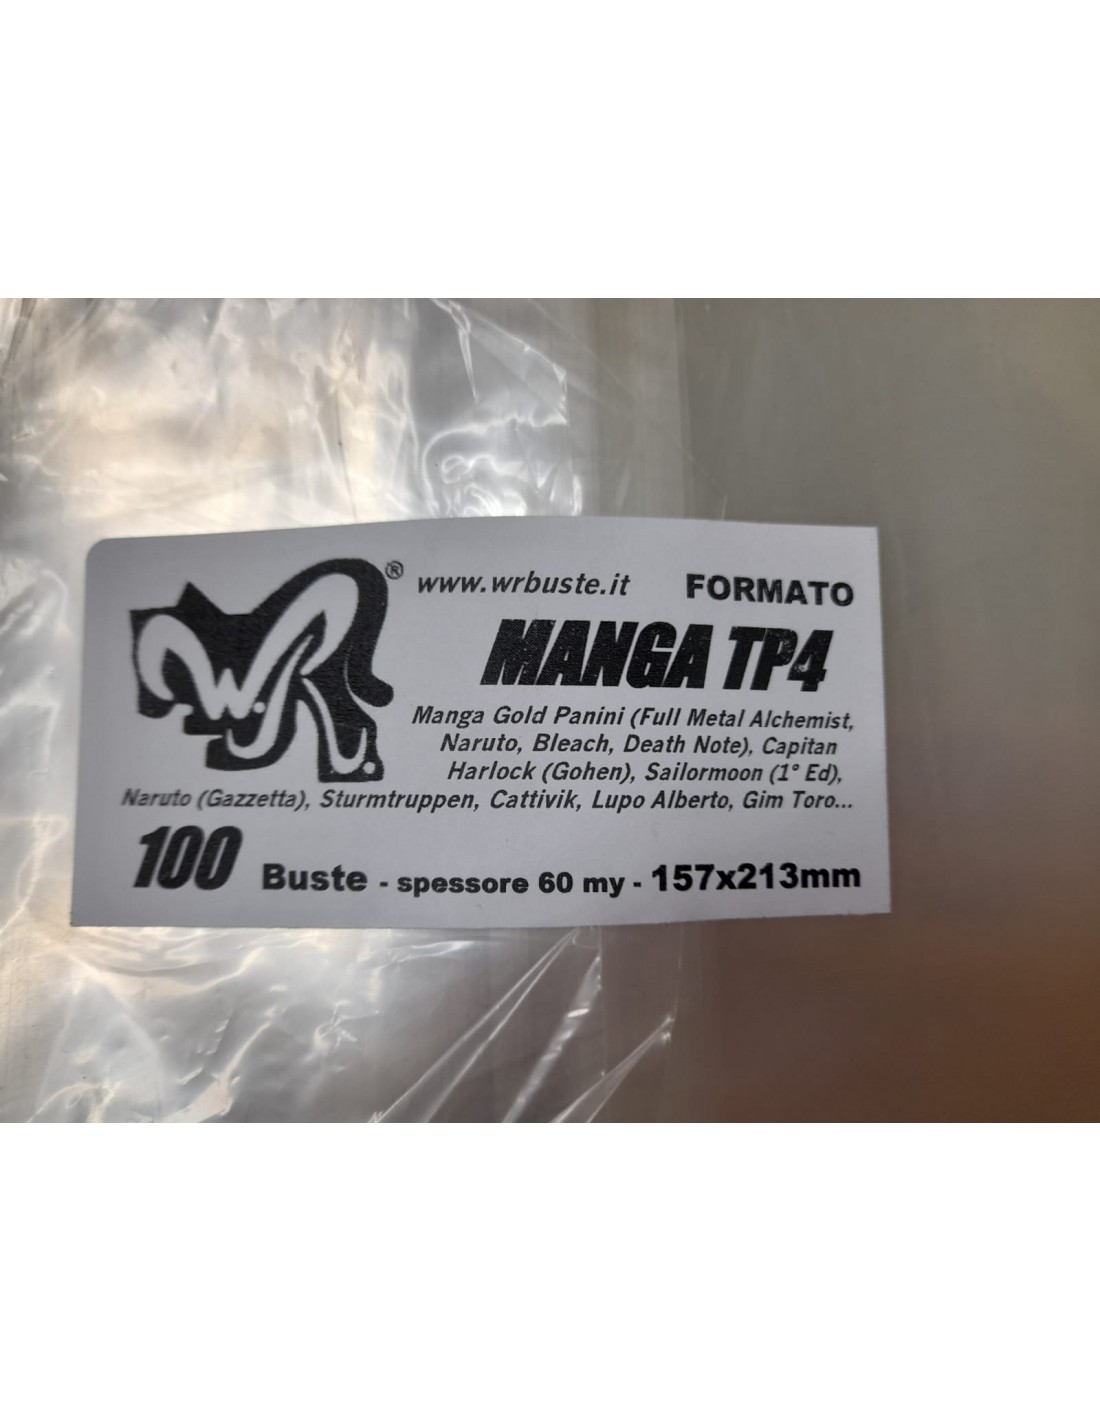 W.R. ®
www.wrbuste.it FORMATO
MANGA TP4
Manga Gold Panini (Full Metal Alchemist,
Naruto, Bleach, Death Note), Capitan
Harlock (Gohen), Sailormoon (1° Ed),
Naruto (Gazzetta), Sturmtruppen, Cattivik, Lupo Alberto, Gim Toro...
100 Buste - spessore 60 my - 157x213mm